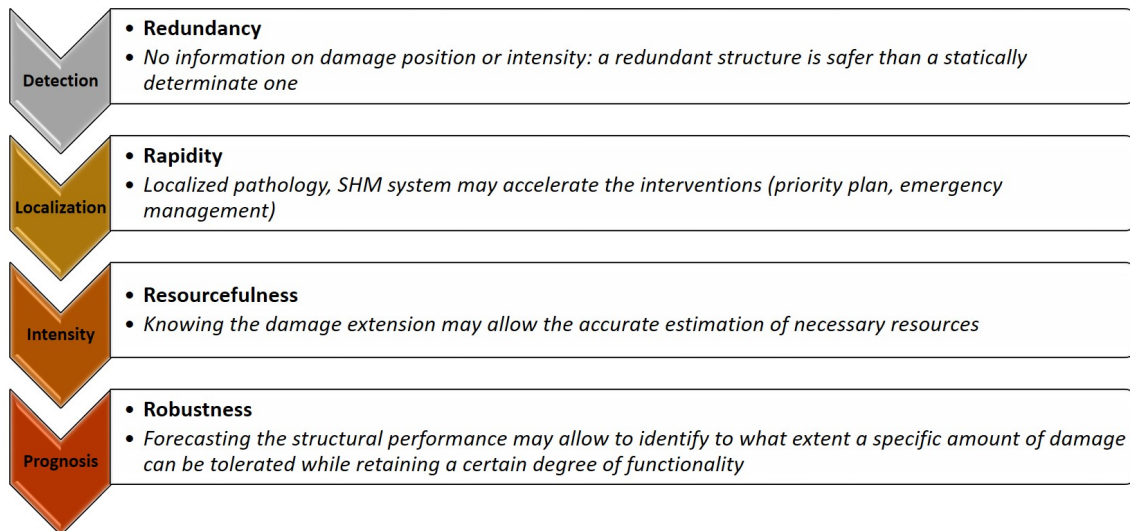 Detection
• Redundancy
• No information on damage position or intensity: a redundant structure is safer than a statically
determinate one
Localization
• Rapidity
• Localized pathology, SHM system may accelerate the interventions (priority plan, emergency
management)
Intensity
• Resourcefulness
• Knowing the damage extension may allow the accurate estimation of necessary resources
Prognosis
• Robustness
• Forecasting the structural performance may allow to identify to what extent a specific amount of damage
can be tolerated while retaining a certain degree of functionality